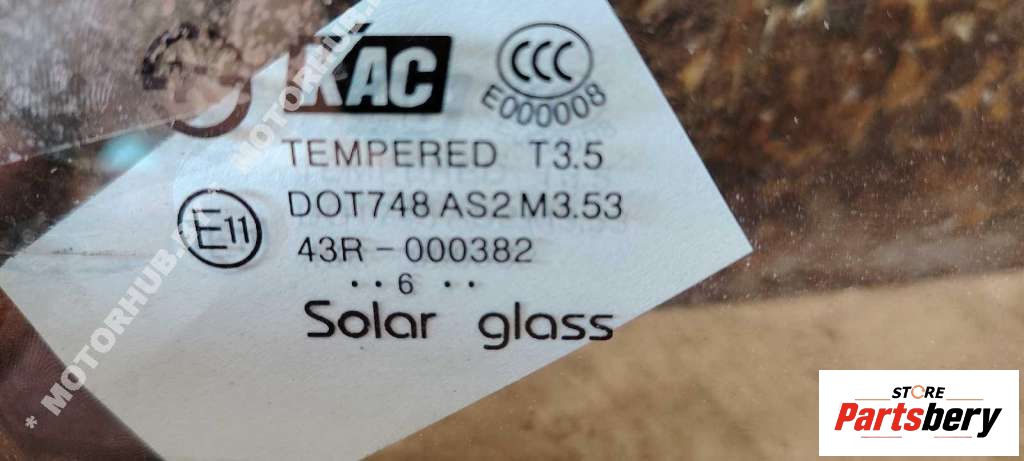 KAC
CCC
E000008
TEMPERED T3.5
DOT748 AS2 M3.53
E11
43R-000382
..6 ..
Solar glass
* MOTORHUB.
MOTORHUB.
STORE
Partsbery